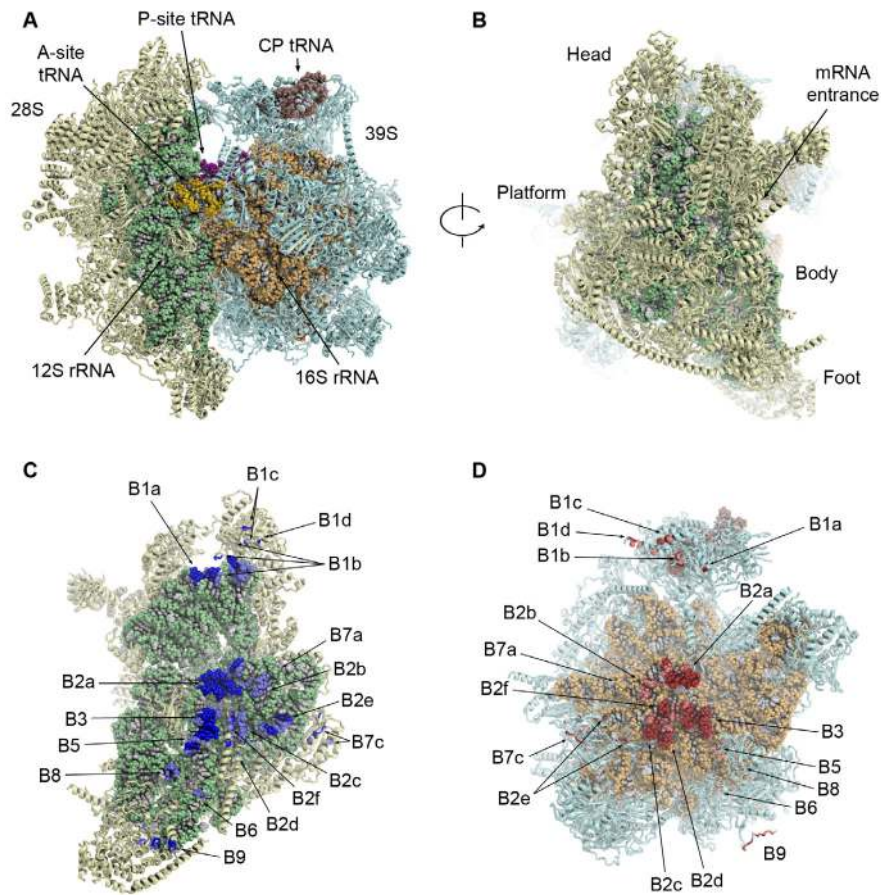 A
P-site tRNA
A-site
tRNA
CP tRNA
28S
39S
12S rRNA
16S rRNA
B
Head
mRNA
entrance
Platform
Body
Foot
C
B1c
B1a
B1d
B1b
B7a
B2a
B2b
B3
B2e
B5
B7c
B8
B2c
B2f
B6
B2d
B9
D
B1c
B1d
B1a
B1b
B2a
B2b
B7a
B2f
B3
B7c
B5
B8
B2e
B6
B9
B2c
B2d